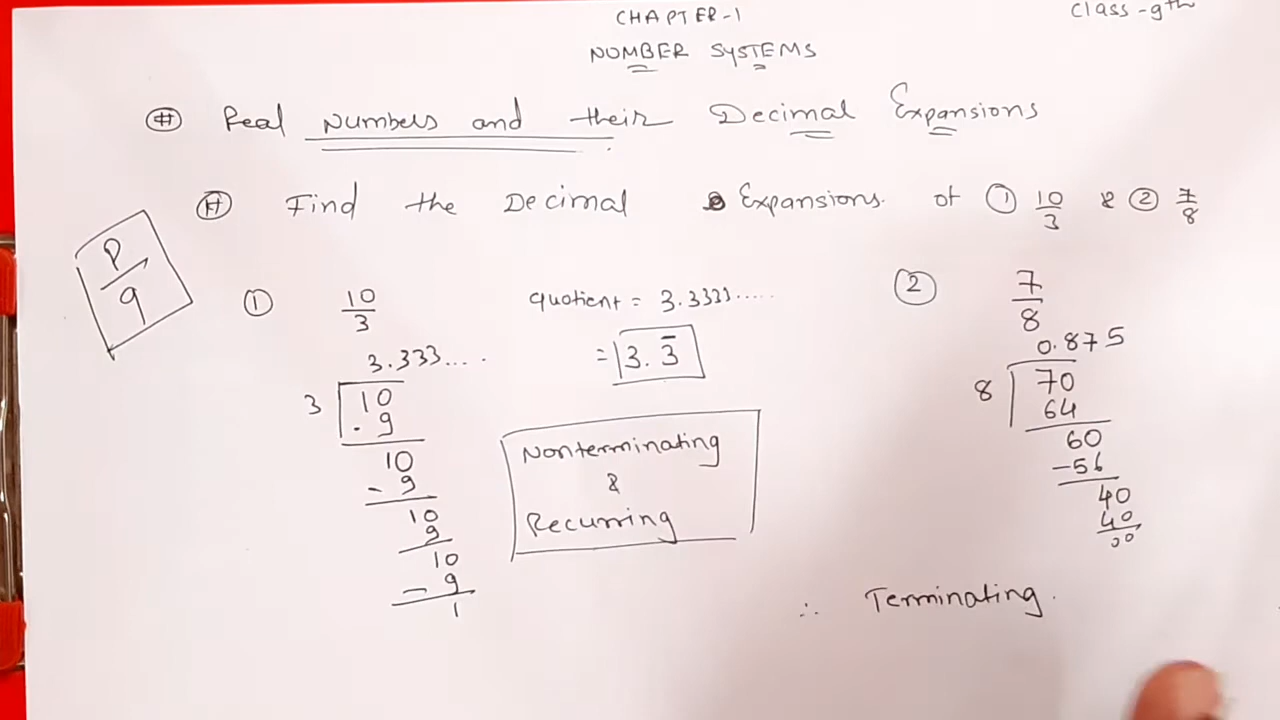 CHAPTER-1
Class-9th
NUMBER SYSTEMS
# Real Numbers and their Decimal Expansions
# Find the Decimal Expansions. of ① 10/3 & ② 7/8
P/q
① 10/3
3.333....
3 10
9
10
- 9
10
9
10
- 9
1
quotient = 3.3333.....
= 3.3̅
Nonterminating
&
Recurring
② 7/8
0.875
8 70
64
60
-56
40
40
00
∴ Terminating.